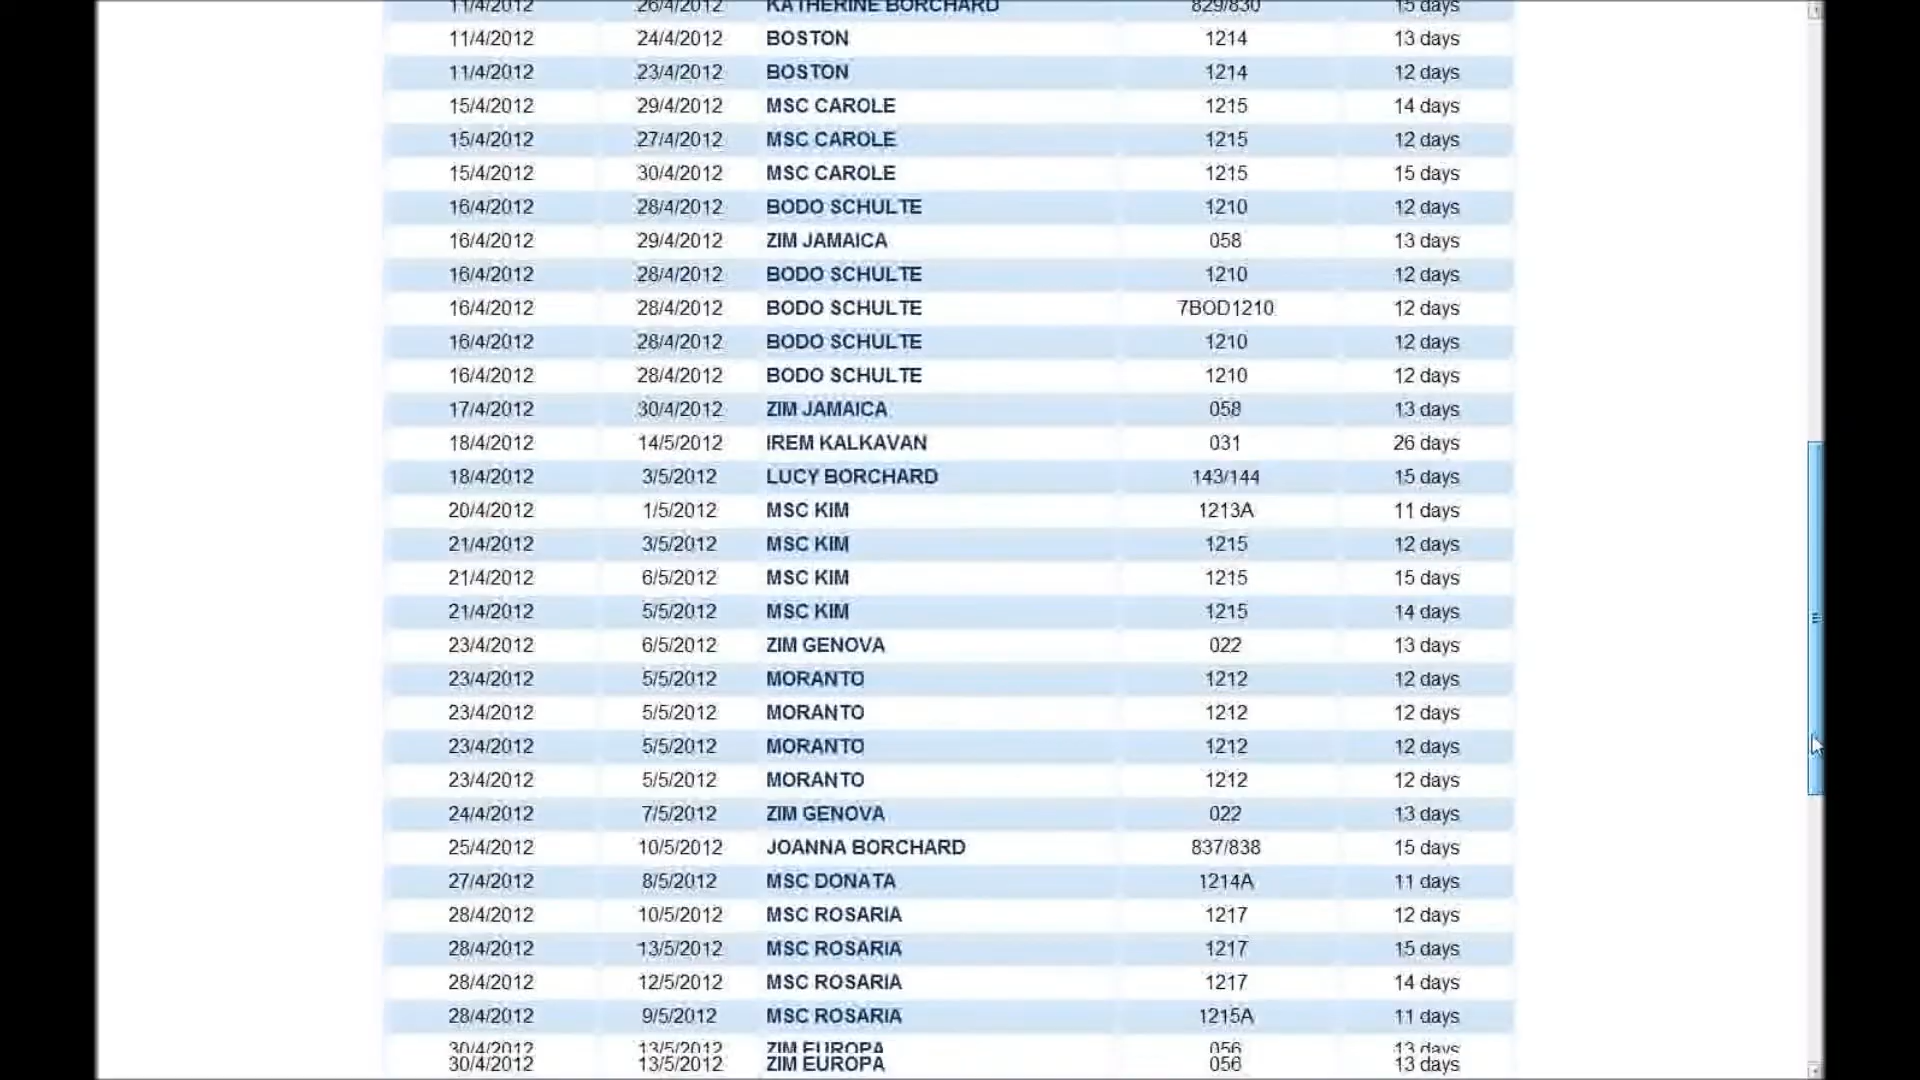 11/4/2012 26/4/2012 KATHERINE BORCHARD 829/830 15 days
11/4/2012 24/4/2012 BOSTON 1214 13 days
11/4/2012 23/4/2012 BOSTON 1214 12 days
15/4/2012 29/4/2012 MSC CAROLE 1215 14 days
15/4/2012 27/4/2012 MSC CAROLE 1215 12 days
15/4/2012 30/4/2012 MSC CAROLE 1215 15 days
16/4/2012 28/4/2012 BODO SCHULTE 1210 12 days
16/4/2012 29/4/2012 ZIM JAMAICA 058 13 days
16/4/2012 28/4/2012 BODO SCHULTE 1210 12 days
16/4/2012 28/4/2012 BODO SCHULTE 7BOD1210 12 days
16/4/2012 28/4/2012 BODO SCHULTE 1210 12 days
16/4/2012 28/4/2012 BODO SCHULTE 1210 12 days
17/4/2012 30/4/2012 ZIM JAMAICA 058 13 days
18/4/2012 14/5/2012 IREM KALKAVAN 031 26 days
18/4/2012 3/5/2012 LUCY BORCHARD 143/144 15 days
20/4/2012 1/5/2012 MSC KIM 1213A 11 days
21/4/2012 3/5/2012 MSC KIM 1215 12 days
21/4/2012 6/5/2012 MSC KIM 1215 15 days
21/4/2012 5/5/2012 MSC KIM 1215 14 days
23/4/2012 6/5/2012 ZIM GENOVA 022 13 days
23/4/2012 5/5/2012 MORANTO 1212 12 days
23/4/2012 5/5/2012 MORANTO 1212 12 days
23/4/2012 5/5/2012 MORANTO 1212 12 days
23/4/2012 5/5/2012 MORANTO 1212 12 days
24/4/2012 7/5/2012 ZIM GENOVA 022 13 days
25/4/2012 10/5/2012 JOANNA BORCHARD 837/838 15 days
27/4/2012 8/5/2012 MSC DONATA 1214A 11 days
28/4/2012 10/5/2012 MSC ROSARIA 1217 12 days
28/4/2012 13/5/2012 MSC ROSARIA 1217 15 days
28/4/2012 12/5/2012 MSC ROSARIA 1217 14 days
28/4/2012 9/5/2012 MSC ROSARIA 1215A 11 days
30/4/2012 13/5/2012 ZIM EUROPA 056 13 days
30/4/2012 13/5/2012 ZIM EUROPA 056 13 days